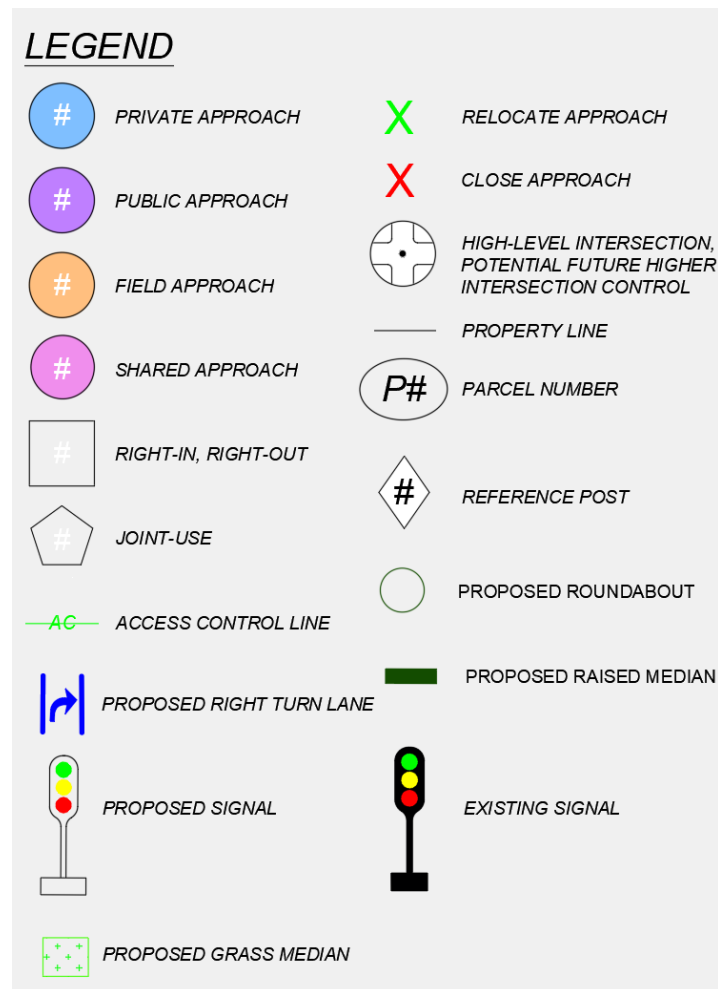 LEGEND
# PRIVATE APPROACH
# PUBLIC APPROACH
# FIELD APPROACH
# SHARED APPROACH
# RIGHT-IN, RIGHT-OUT
# JOINT-USE
AC ACCESS CONTROL LINE
PROPOSED RIGHT TURN LANE
PROPOSED SIGNAL
PROPOSED GRASS MEDIAN
X RELOCATE APPROACH
X CLOSE APPROACH
HIGH-LEVEL INTERSECTION,
POTENTIAL FUTURE HIGHER
INTERSECTION CONTROL
PROPERTY LINE
P# PARCEL NUMBER
# REFERENCE POST
PROPOSED ROUNDABOUT
PROPOSED RAISED MEDIAN
EXISTING SIGNAL